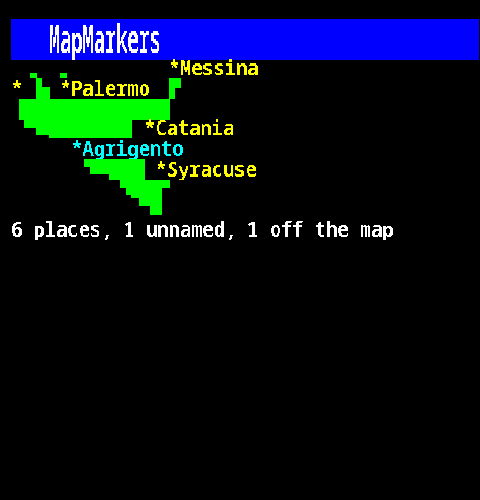 MapMarkers
*Messina
* *Palermo
*Catania
*Agrigento
*Syracuse
6 places, 1 unnamed, 1 off the map